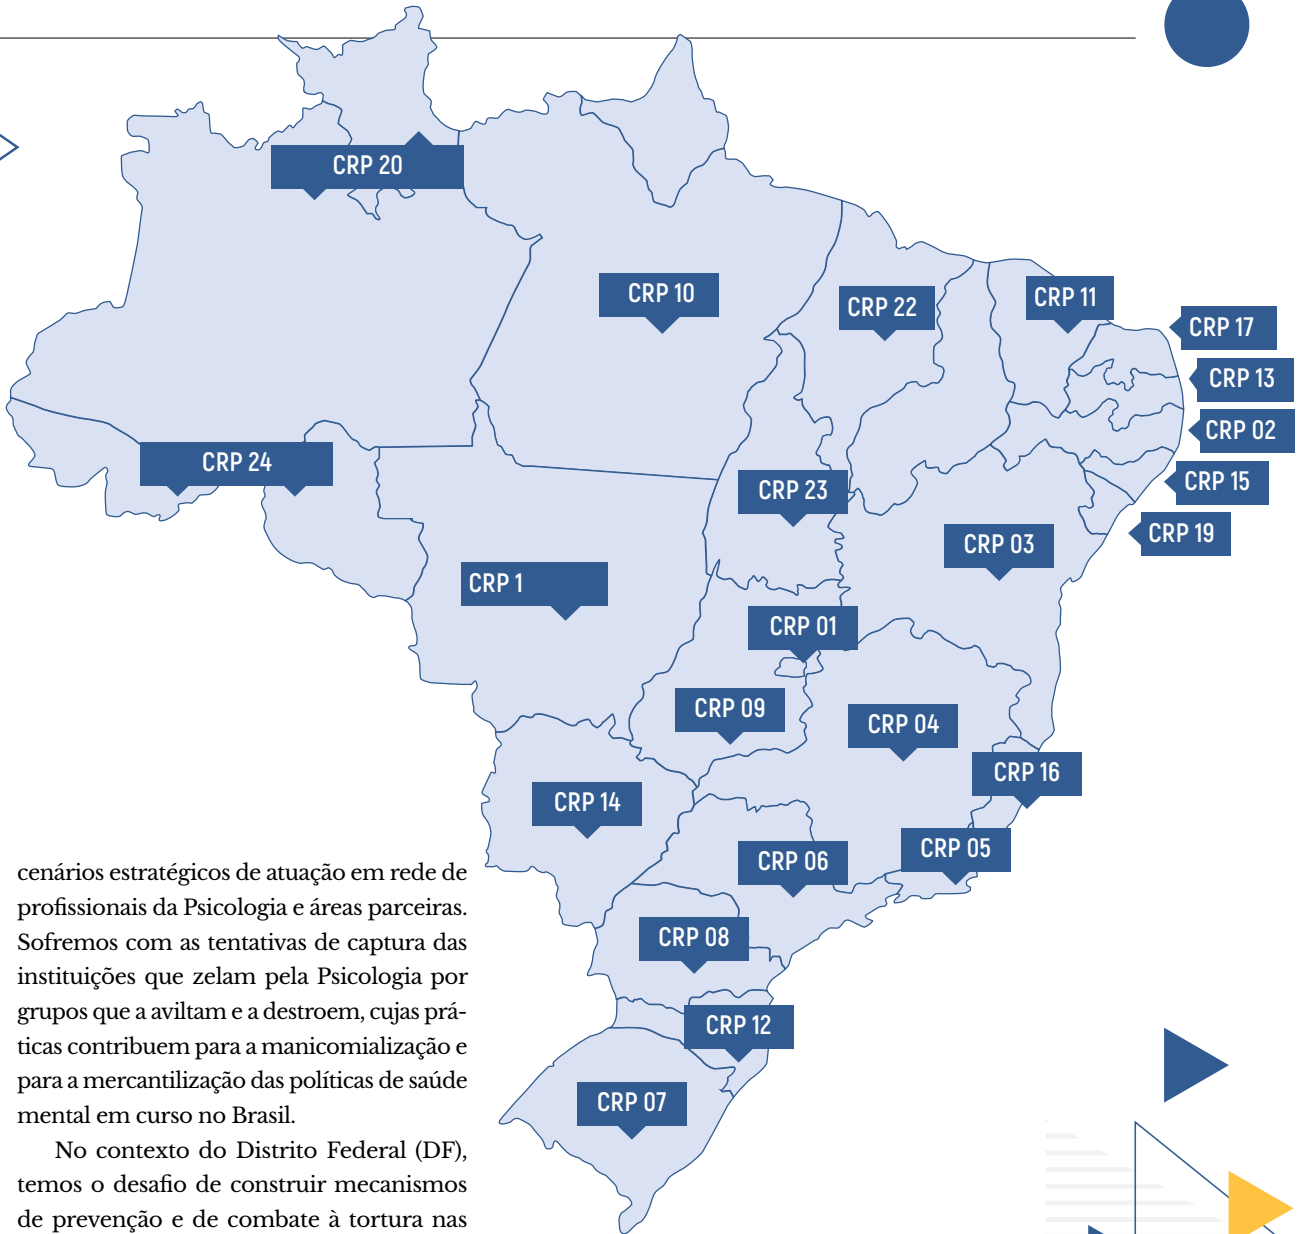 CRP 20
CRP 10
CRP 22
CRP 11
CRP 17
CRP 13
CRP 02
CRP 24
CRP 15
CRP 23
CRP 19
CRP 03
CRP 1
CRP 01
CRP 09
CRP 04
CRP 16
CRP 14
CRP 05
CRP 06
CRP 08
CRP 12
CRP 07
cenários estratégicos de atuação em rede de
profissionais da Psicologia e áreas parceiras.
Sofremos com as tentativas de captura das
instituições que zelam pela Psicologia por
grupos que a aviltam e a destroem, cujas prá-
ticas contribuem para a manicomialização e
para a mercantilização das políticas de saúde
mental em curso no Brasil.
No contexto do Distrito Federal (DF),
temos o desafio de construir mecanismos
de prevenção e de combate à tortura nas